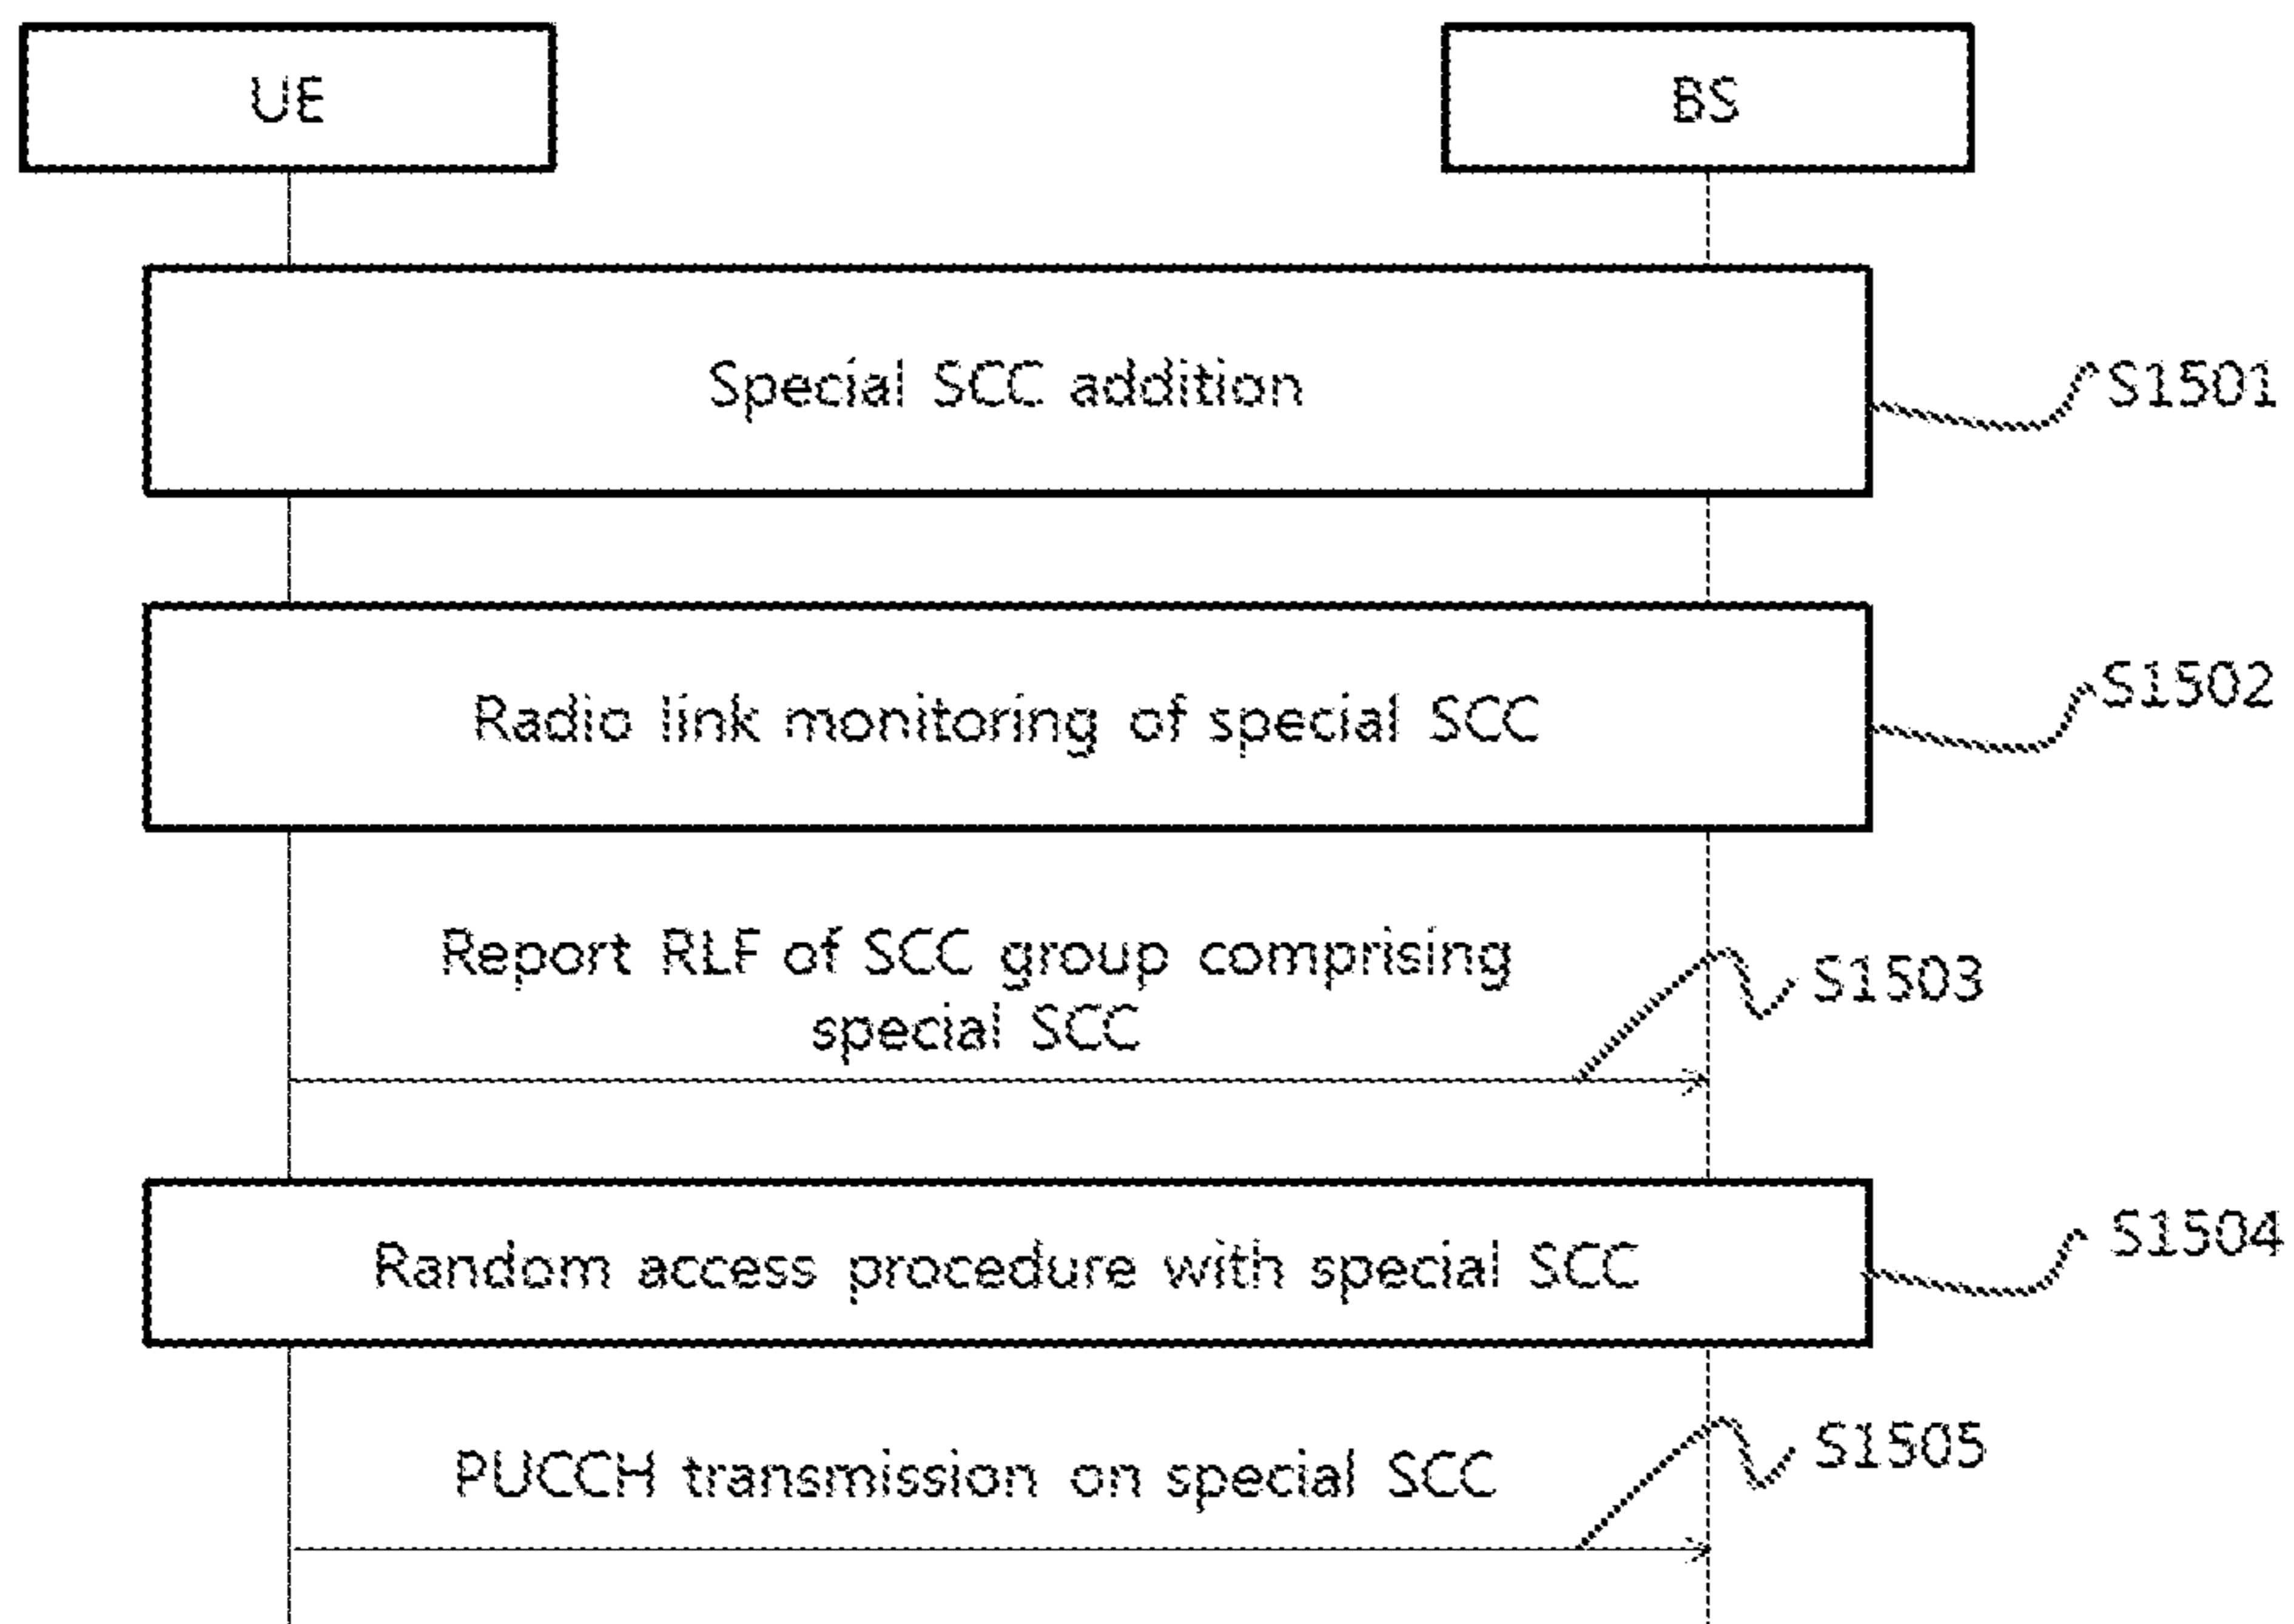 UE
BS
Special SCC addition
S1501
Radio link monitoring of special SCC
S1502
Report RLF of SCC group comprising
special SCC
S1503
Random access procedure with special SCC
S1504
PUCCH transmission on special SCC
S1505